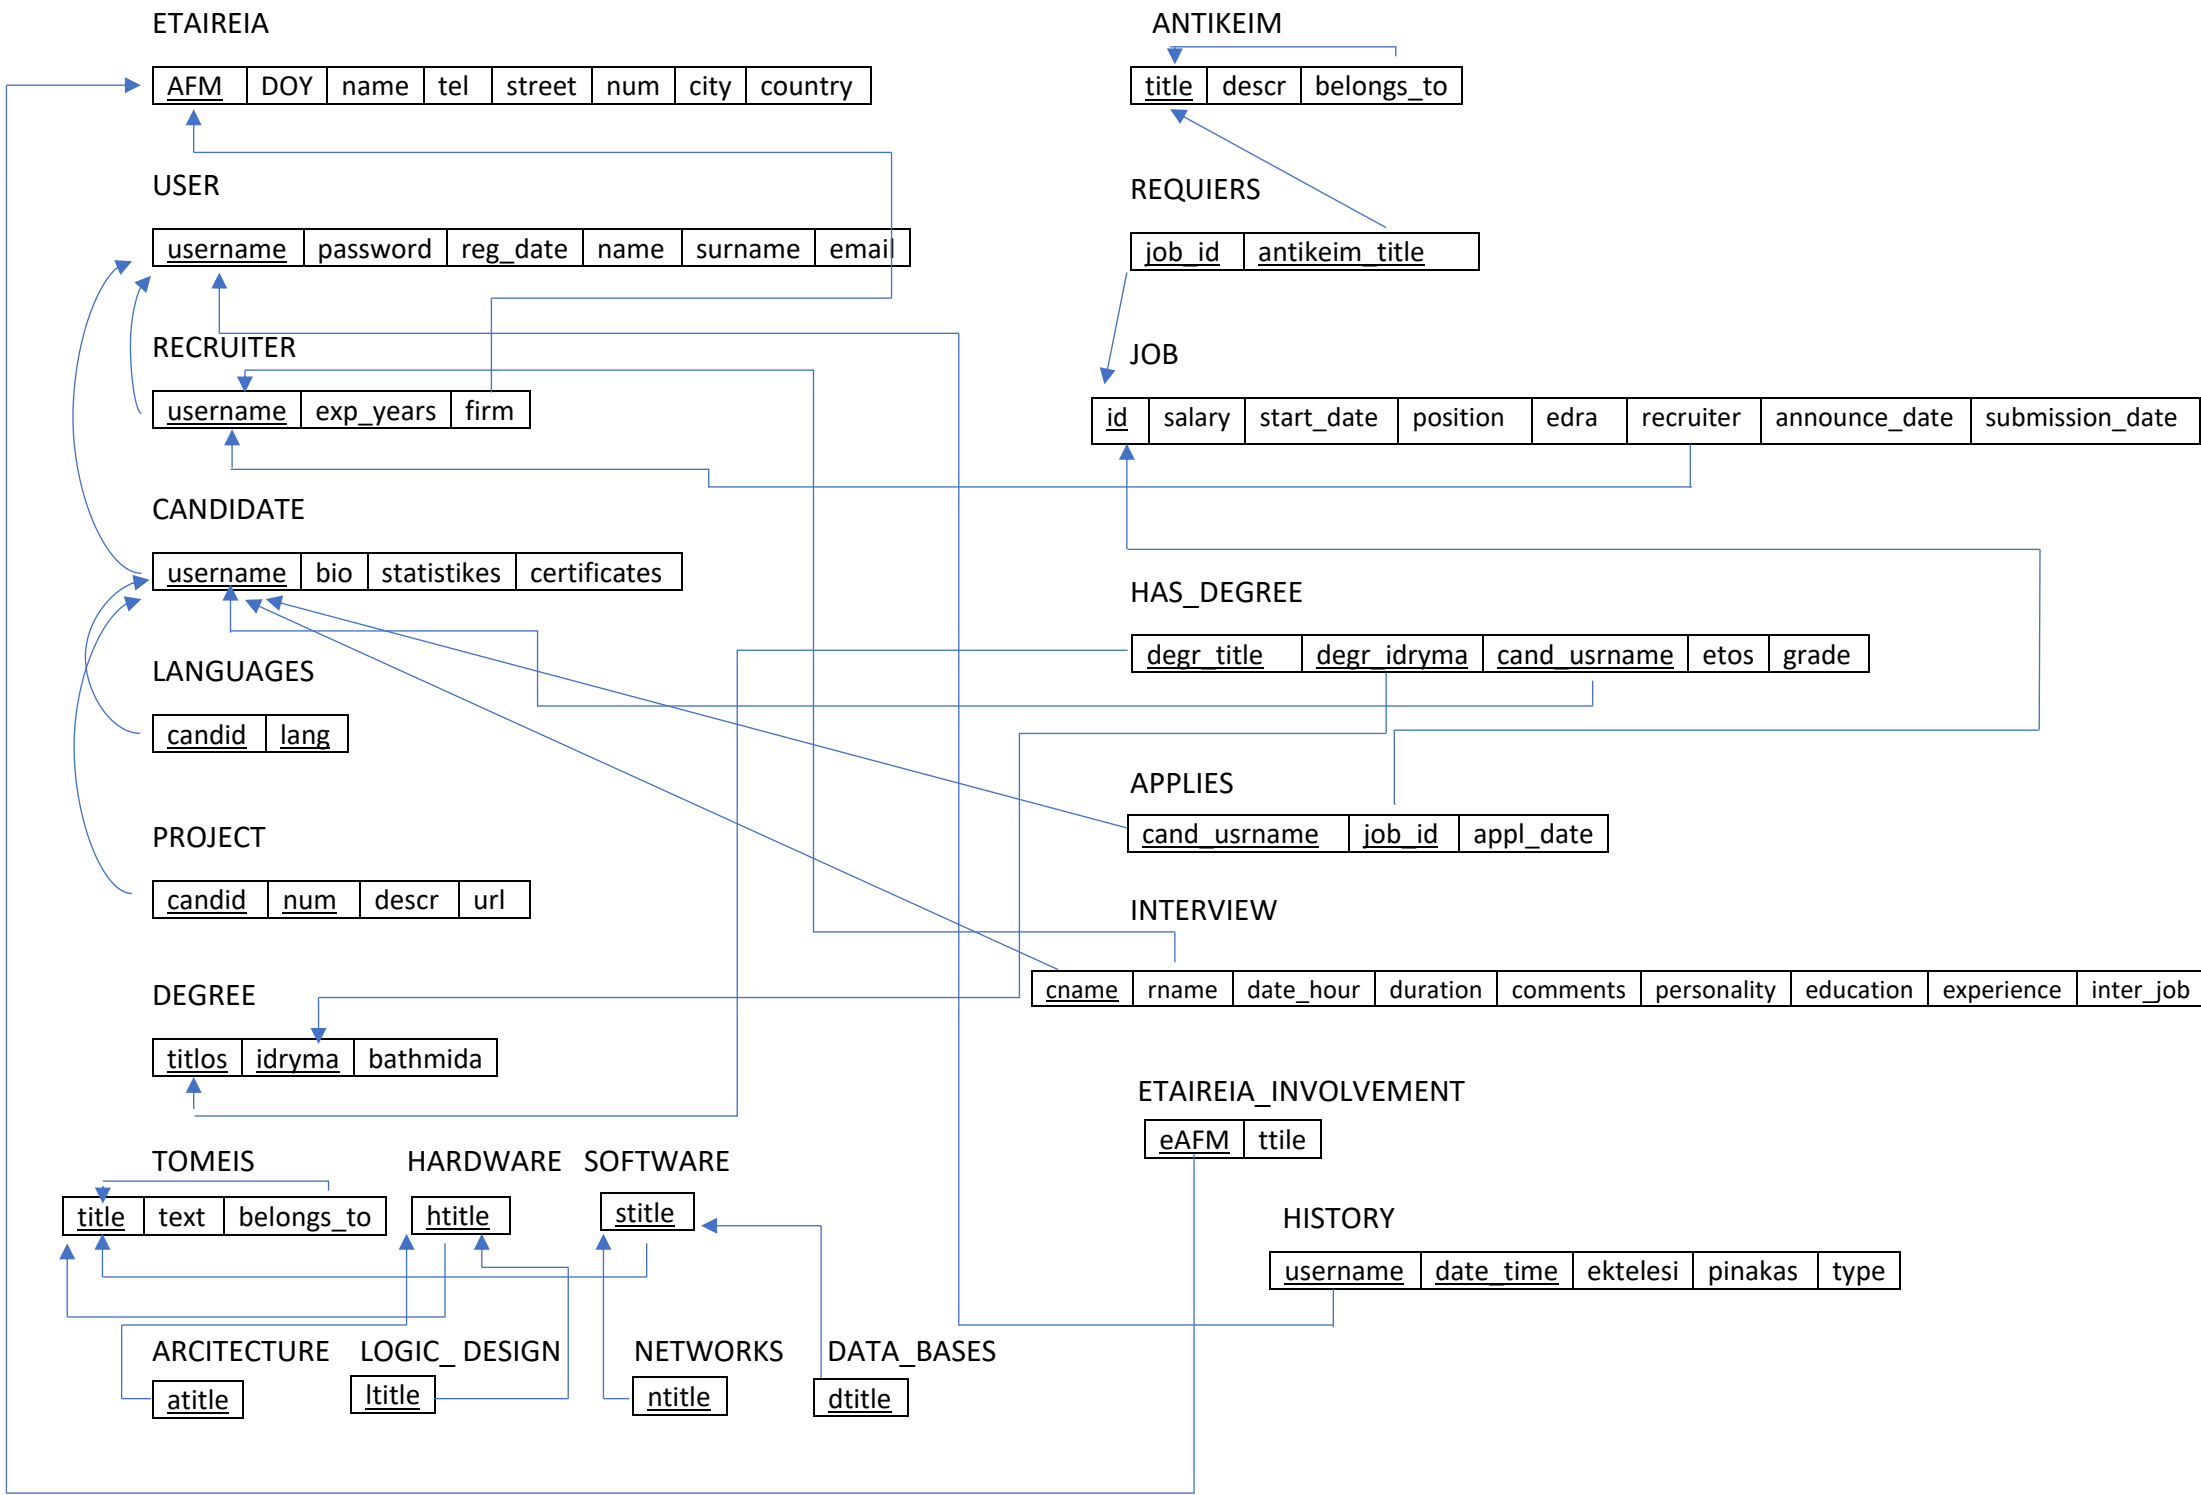 ETAIREIA
AFM DOY name tel street num city country
USER
username password reg_date name surname email
RECRUITER
username exp_years firm
CANDIDATE
username bio statistikes certificates
LANGUAGES
candid lang
PROJECT
candid num descr url
DEGREE
titlos idryma bathmida
TOMEIS HARDWARE SOFTWARE
title text belongs_to htitle stitle
ARCITECTURE LOGIC_ DESIGN NETWORKS DATA_BASES
atitle ltitle ntitle dtitle
ANTIKEIM
title descr belongs_to
REQUIERS
job_id antikeim_title
JOB
id salary start_date position edra recruiter announce_date submission_date
HAS_DEGREE
degr_title degr_idryma cand_usrname etos grade
APPLIES
cand_usrname job_id appl_date
INTERVIEW
cname rname date_hour duration comments personality education experience inter_job
ETAIREIA_INVOLVEMENT
eAFM ttile
HISTORY
username date_time ektelesi pinakas type